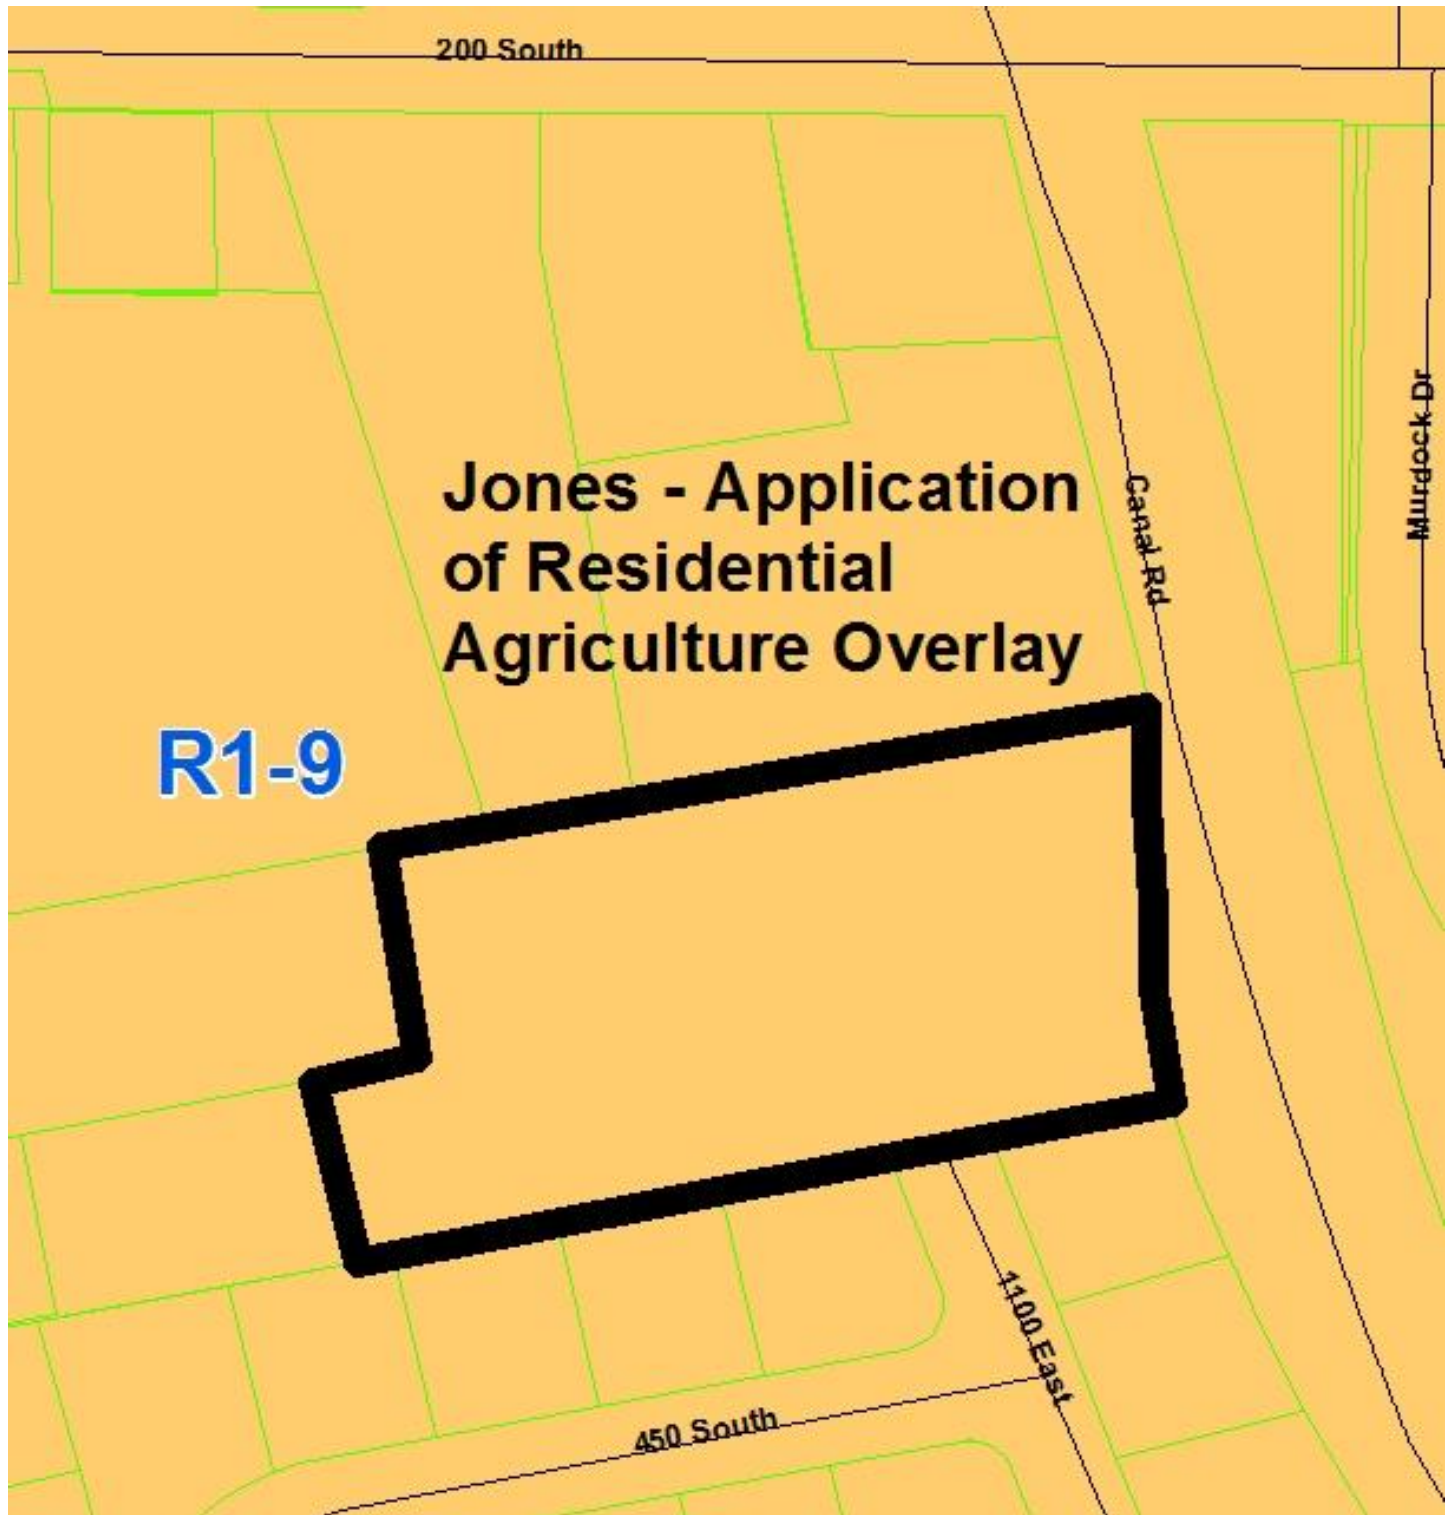 200 South
Murdock Dr
Canal Rd
Jones - Application
of Residential
Agriculture Overlay
R1-9
1100 East
450 South